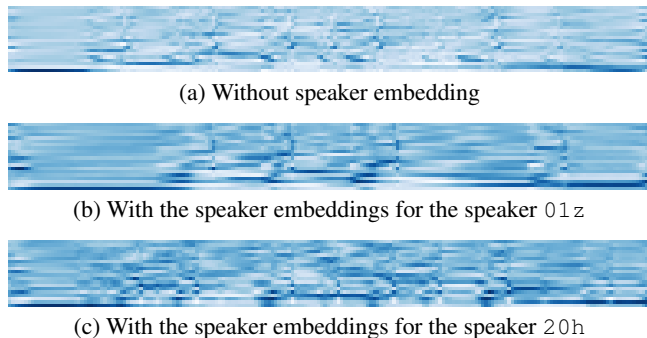 (a) Without speaker embedding
(b) With the speaker embeddings for the speaker 01z
(c) With the speaker embeddings for the speaker 20h